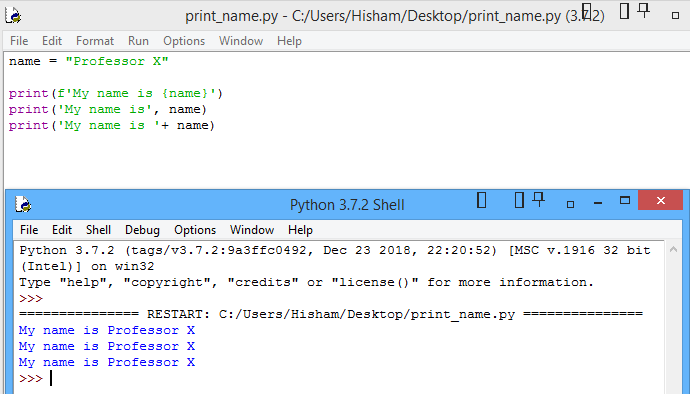 print_name.py - C:/Users/Hisham/Desktop/print_name.py (3.7.2)
File Edit Format Run Options Window Help
name = "Professor X"
print(f'My name is {name}')
print('My name is', name)
print('My name is '+ name)
Python 3.7.2 Shell
File Edit Shell Debug Options Window Help
Python 3.7.2 (tags/v3.7.2:9a3ffc0492, Dec 23 2018, 22:20:52) [MSC v.1916 32 bit
(Intel)] on win32
Type "help", "copyright", "credits" or "license()" for more information.
>>>
=============== RESTART: C:/Users/Hisham/Desktop/print_name.py ===============
My name is Professor X
My name is Professor X
My name is Professor X
>>>